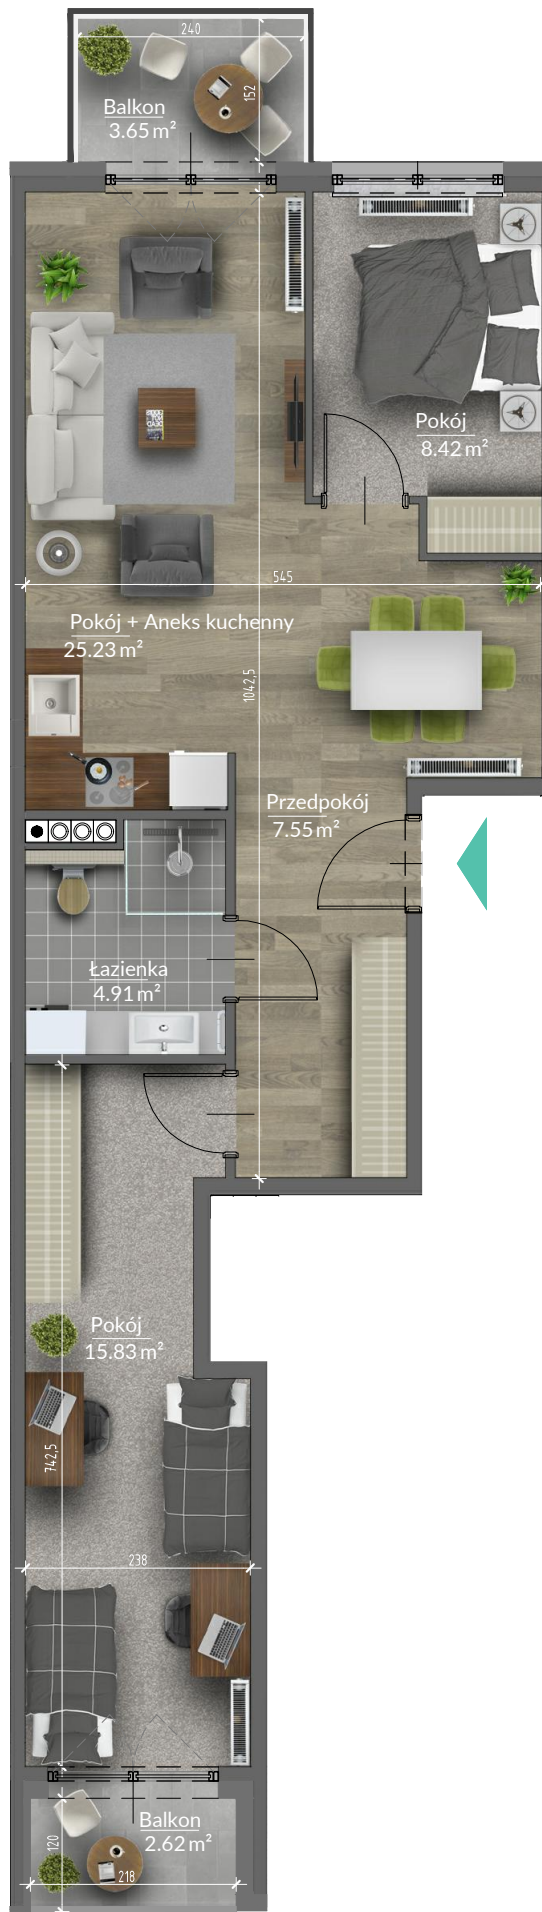 240
152
Balkon
3.65 m²
Pokój
8.42 m²
545
Pokój + Aneks kuchenny
25.23 m²
1042,5
Przedpokój
7.55 m²
Łazienka
4.91 m²
Pokój
15.83 m²
742,5
238
Balkon
2.62 m²
120
218